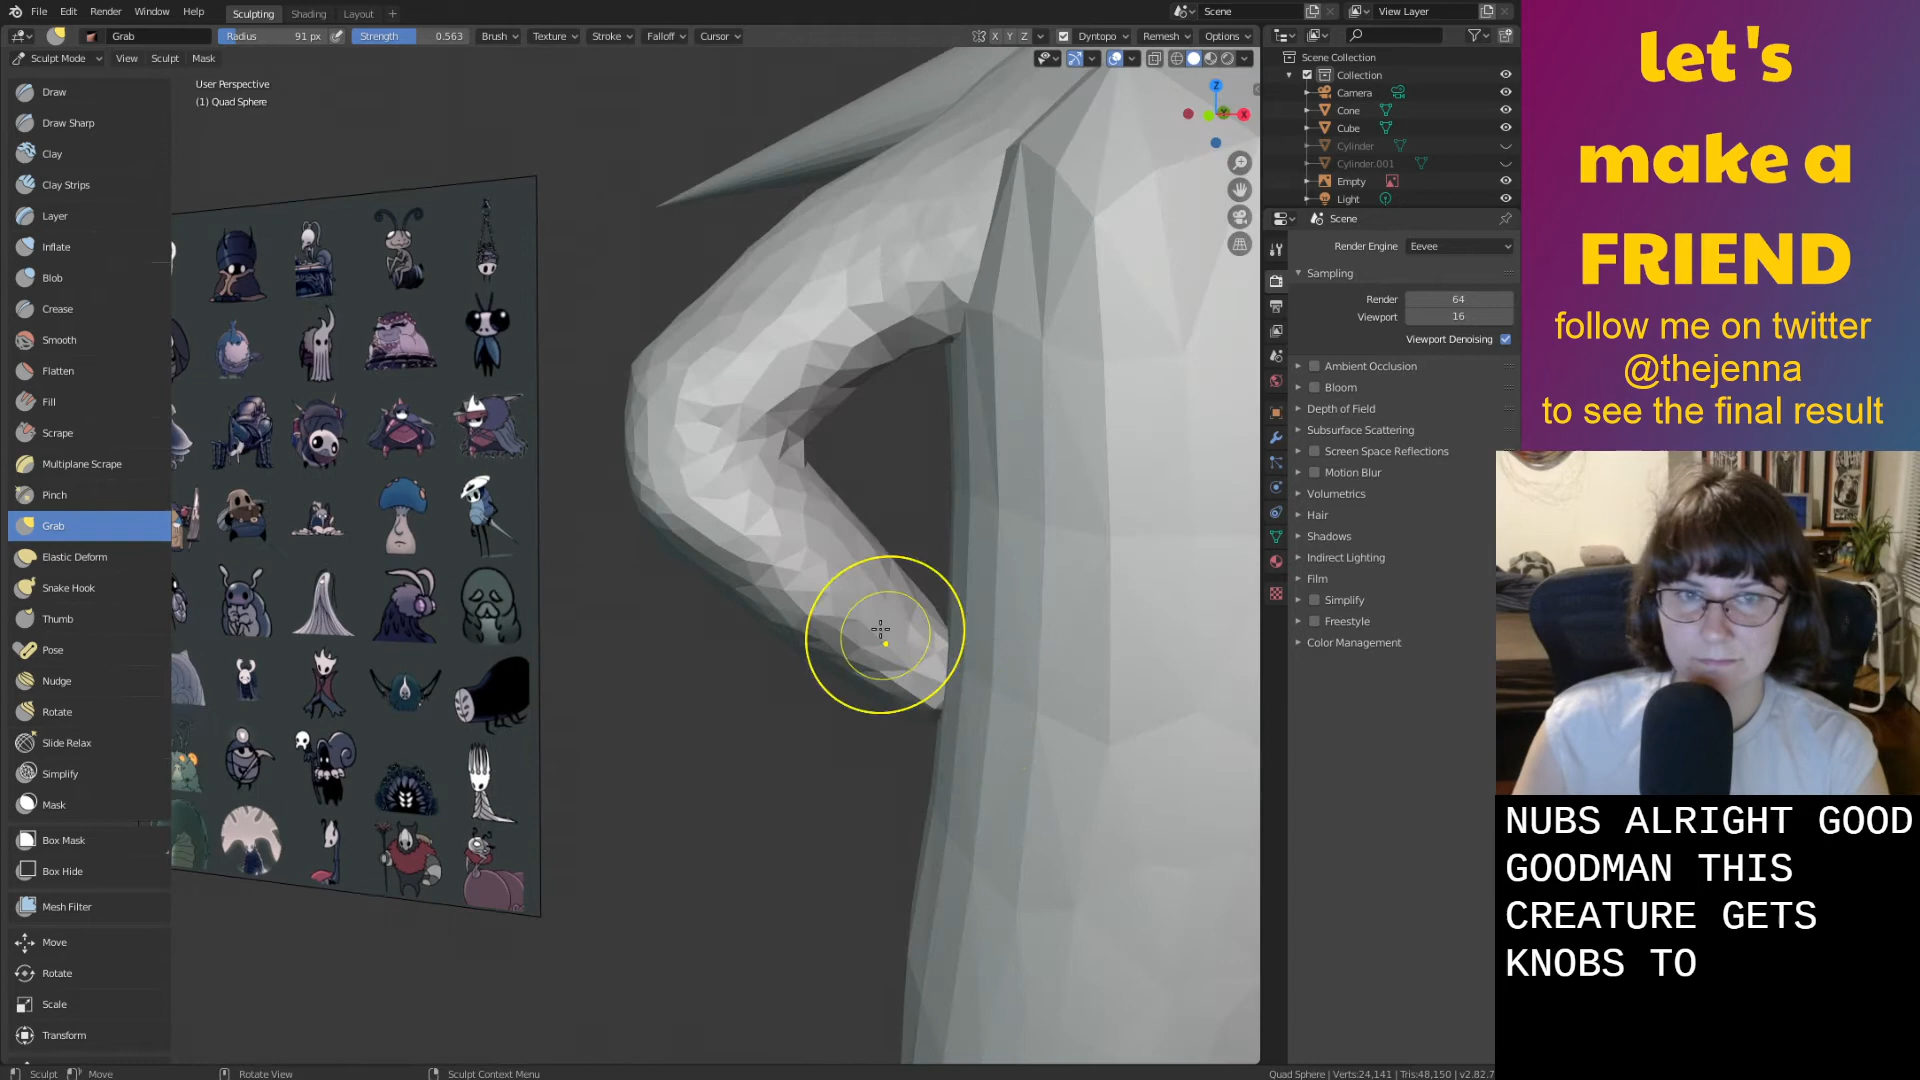 File Edit Render Window Help Sculpting Shading Layout + Scene View Layer
Grab Radius 91 px Strength 0.563 Brush Texture Stroke Falloff Cursor X Y Z Dyntopo Remesh Options
Sculpt Mode View Sculpt Mask
User Perspective
(1) Quad Sphere
Draw
Draw Sharp
Clay
Clay Strips
Layer
Inflate
Blob
Crease
Smooth
Flatten
Fill
Scrape
Multiplane Scrape
Pinch
Grab
Elastic Deform
Snake Hook
Thumb
Pose
Nudge
Rotate
Slide Relax
Simplify
Mask
Box Mask
Box Hide
Mesh Filter
Move
Rotate
Scale
Transform
Z
X
Scene Collection
Collection
Camera
Cone
Cube
Cylinder
Cylinder.001
Empty
Light
Scene
Render Engine Eevee
Sampling
Render 64
Viewport 16
Viewport Denoising
Ambient Occlusion
Bloom
Depth of Field
Subsurface Scattering
Screen Space Reflections
Motion Blur
Volumetrics
Hair
Shadows
Indirect Lighting
Film
Simplify
Freestyle
Color Management
let's
make a
FRIEND
follow me on twitter
@thejenna
to see the final result
NUBS ALRIGHT GOOD
GOODMAN THIS
CREATURE GETS
KNOBS TO
Sculpt Move Rotate View Sculpt Context Menu Quad Sphere | Verts:24,141 | Tris:48,150 | v2.82.7